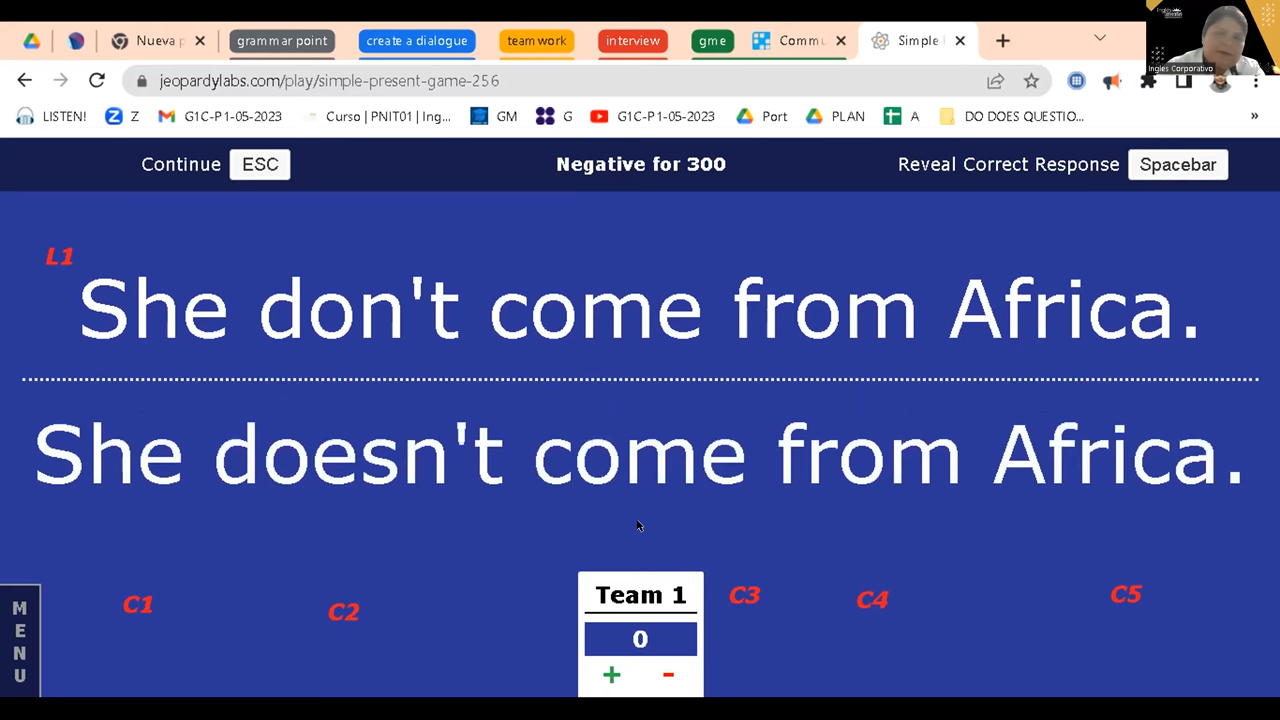 Nueva p
grammar point
create a dialogue
team work
interview
gme
Commu
Simple
Inglés Corporativo
jeopardylabs.com/play/simple-present-game-256
LISTEN!
Z
G1C-P1-05-2023
Curso | PNIT01 | Ing...
GM
G
G1C-P1-05-2023
Port
PLAN
A
DO DOES QUESTIO...
»
Continue ESC
Negative for 300
Reveal Correct Response Spacebar
L1
She don't come from Africa.
She doesn't come from Africa.
C1
C2
Team 1
C3
C4
C5
0
+ -
MENU